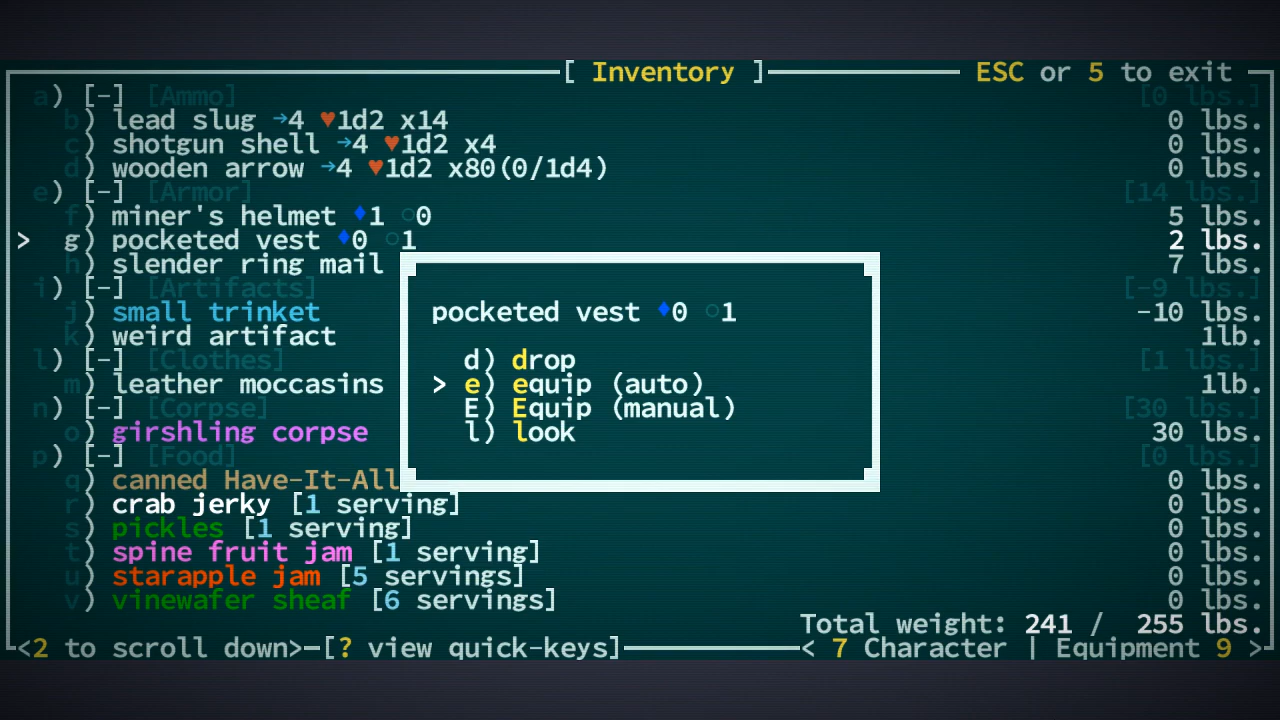 [ Inventory ] ESC or 5 to exit
a) [-] [Ammo] [0 lbs.]
b) lead slug →4 ♥1d2 x14 0 lbs.
c) shotgun shell →4 ♥1d2 x4 0 lbs.
d) wooden arrow →4 ♥1d2 x80(0/1d4) 0 lbs.
e) [-] [Armor] [14 lbs.]
f) miner's helmet ♦1 ○0 5 lbs.
> g) pocketed vest ♦0 ○1 2 lbs.
h) slender ring mail 7 lbs.
i) [-] [Artifacts] [-9 lbs.]
j) small trinket -10 lbs.
k) weird artifact 1lb.
l) [-] [Clothes] [1 lbs.]
m) leather moccasins 1lb.
n) [-] [Corpse] [30 lbs.]
o) girshling corpse 30 lbs.
p) [-] [Food] [0 lbs.]
q) canned Have-It-All 0 lbs.
r) crab jerky [1 serving] 0 lbs.
s) pickles [1 serving] 0 lbs.
t) spine fruit jam [1 serving] 0 lbs.
u) starapple jam [5 servings] 0 lbs.
v) vinewafer sheaf [6 servings] 0 lbs.
Total weight: 241 / 255 lbs.
<2 to scroll down> [? view quick-keys] < 7 Character | Equipment 9 >
pocketed vest ♦0 ○1
d) drop
> e) equip (auto)
E) Equip (manual)
l) look